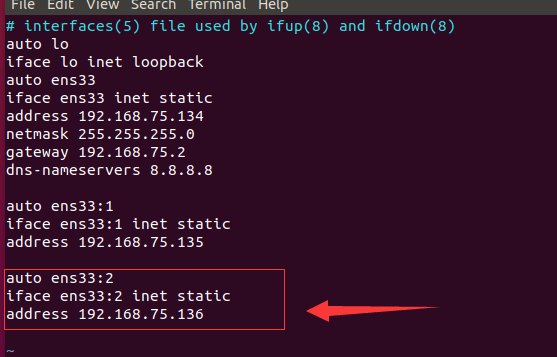 File Edit View Search Terminal Help
# interfaces(5) file used by ifup(8) and ifdown(8)
auto lo
iface lo inet loopback
auto ens33
iface ens33 inet static
address 192.168.75.134
netmask 255.255.255.0
gateway 192.168.75.2
dns-nameservers 8.8.8.8
auto ens33:1
iface ens33:1 inet static
address 192.168.75.135
auto ens33:2
iface ens33:2 inet static
address 192.168.75.136
~